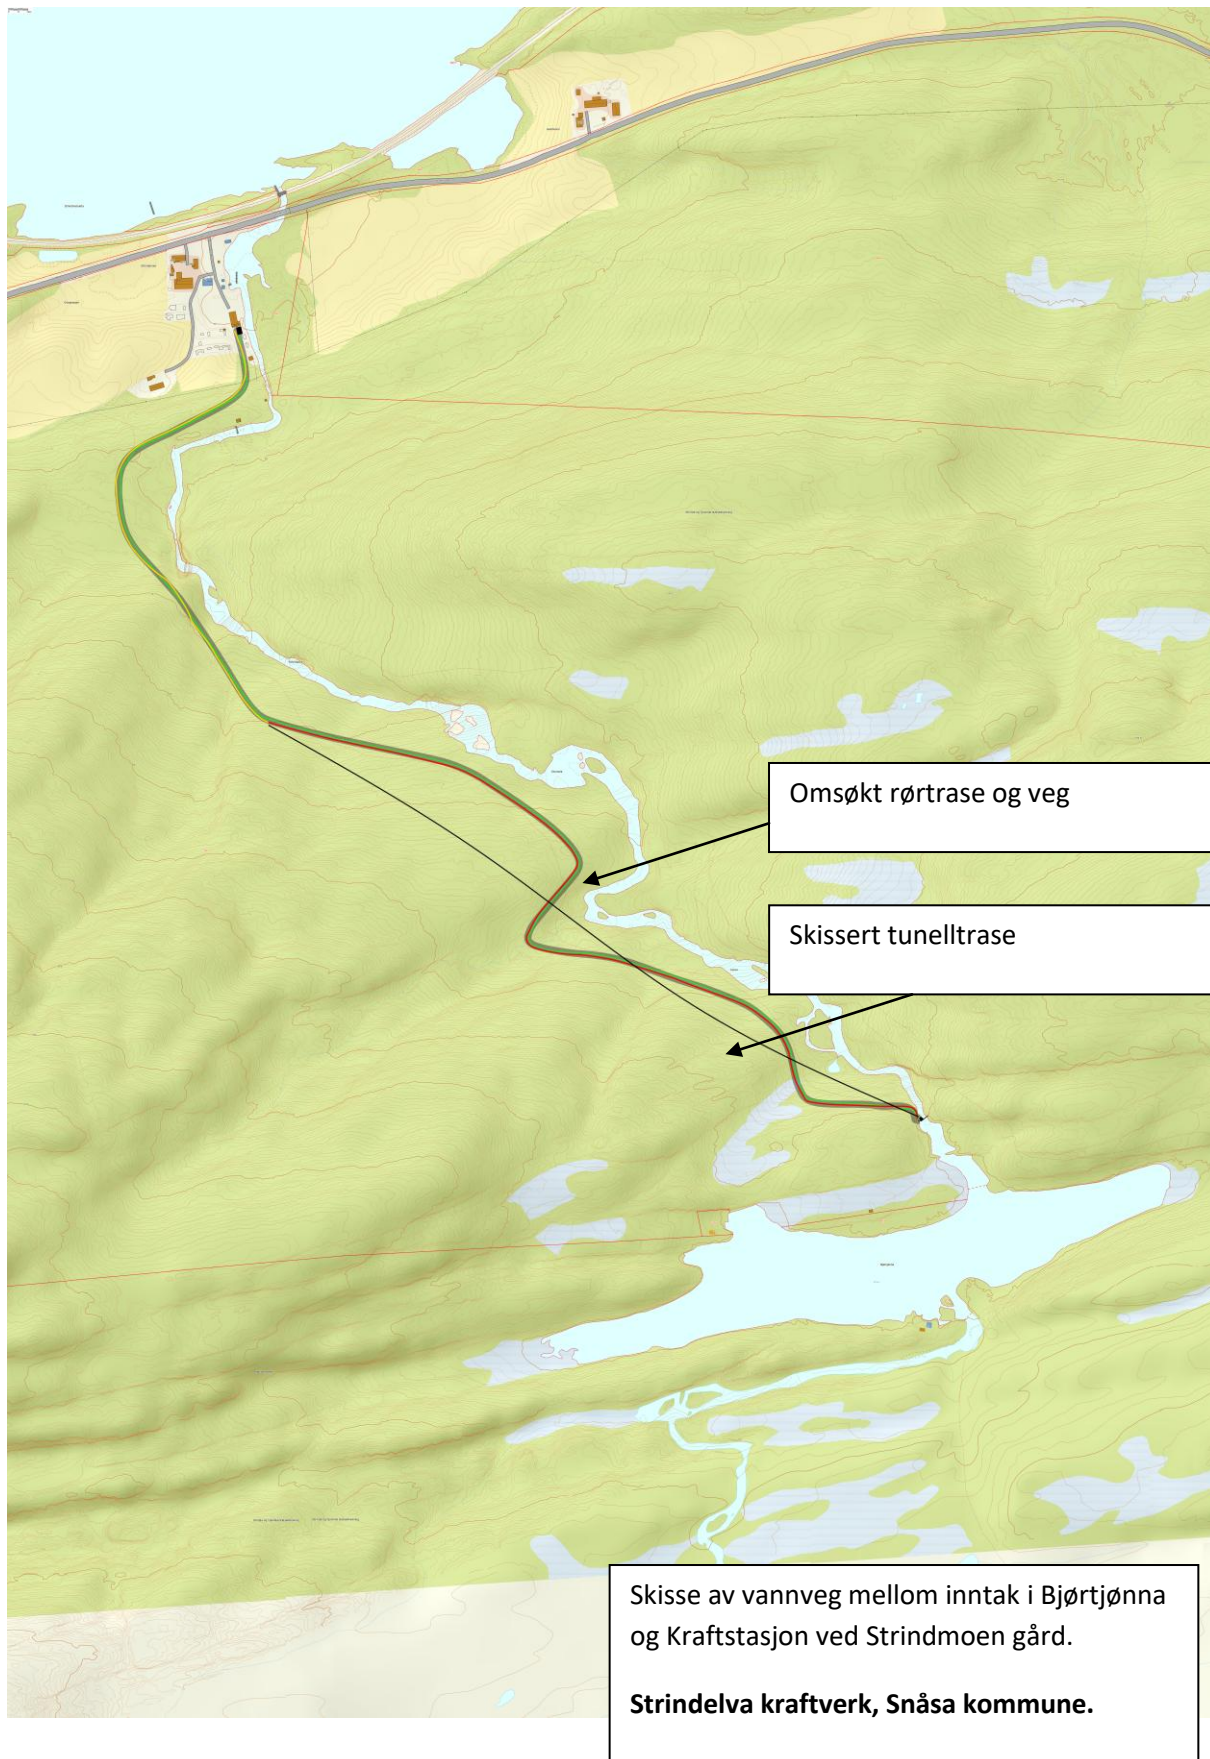 Omsøkt rørtrase og veg
Skissert tunelltrase
Skisse av vannveg mellom inntak i Bjørtjønna
og Kraftstasjon ved Strindmoen gård.
Strindelva kraftverk, Snåsa kommune.